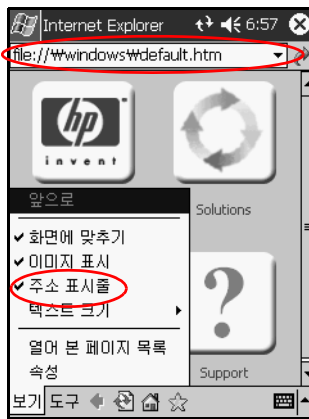 Internet Explorer 6:57
file://₩windows₩default.htm
hp
invent
Solutions
앞으로
화면에 맞추기
이미지 표시
주소 표시줄
텍스트 크기
열어 본 페이지 목록
속성
Support
보기 도구